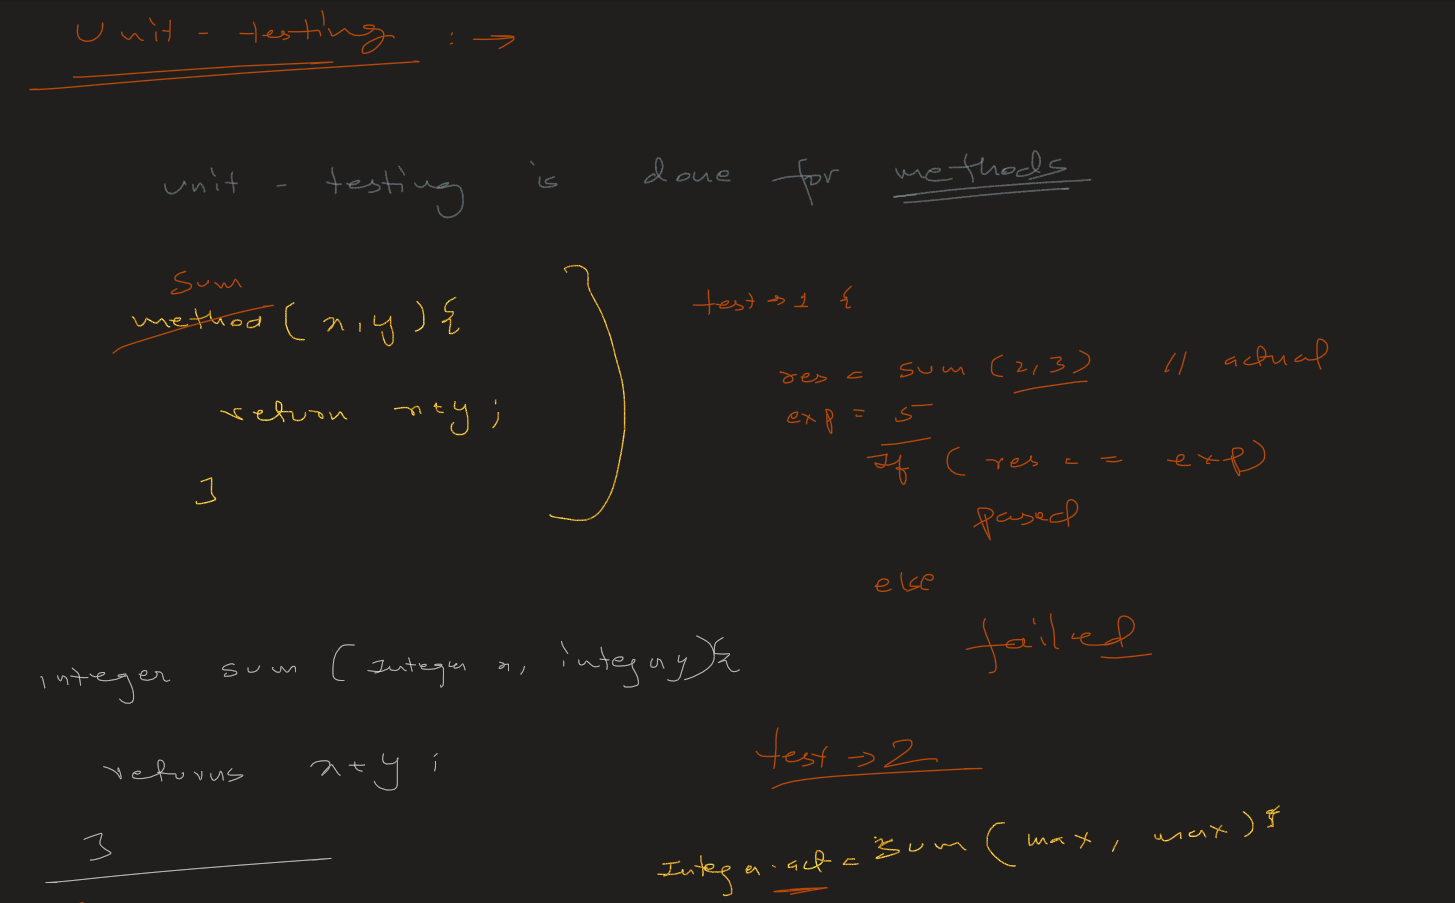 Unit - testing : →
unit - testing is done for methods
sum
method ( x, y ) {
return x+y ;
}
test → 1 {
res = sum (2,3) // actual
exp = 5
If ( res == exp)
pased
else
failed
integer sum ( Integer x, integer y) {
returns x+y ;
}
test → 2
Integer act = sum ( max, max ) {